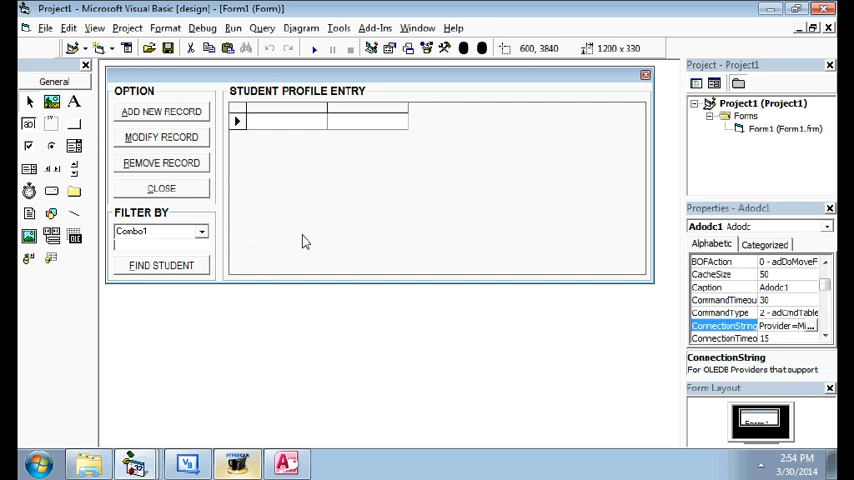 Project1 - Microsoft Visual Basic [design] - [Form1 (Form)]
File Edit View Project Format Debug Run Query Diagram Tools Add-Ins Window Help
600, 3840
1200 x 330
General
OPTION
ADD NEW RECORD
MODIFY RECORD
REMOVE RECORD
CLOSE
FILTER BY
Combo1
FIND STUDENT
STUDENT PROFILE ENTRY
Project - Project1
Project1 (Project1)
Forms
Form1 (Form1.frm)
Properties - Adodc1
Adodc1 Adodc
Alphabetic Categorized
BOFAction 0 - adDoMoveF
CacheSize 50
Caption Adodc1
CommandTimeou 30
CommandType 2 - adCmdTable
ConnectionString Provider=Mi...
ConnectionTimeo 15
ConnectionString
For OLEDB Providers that support
Form Layout
Form1
2:54 PM
3/30/2014